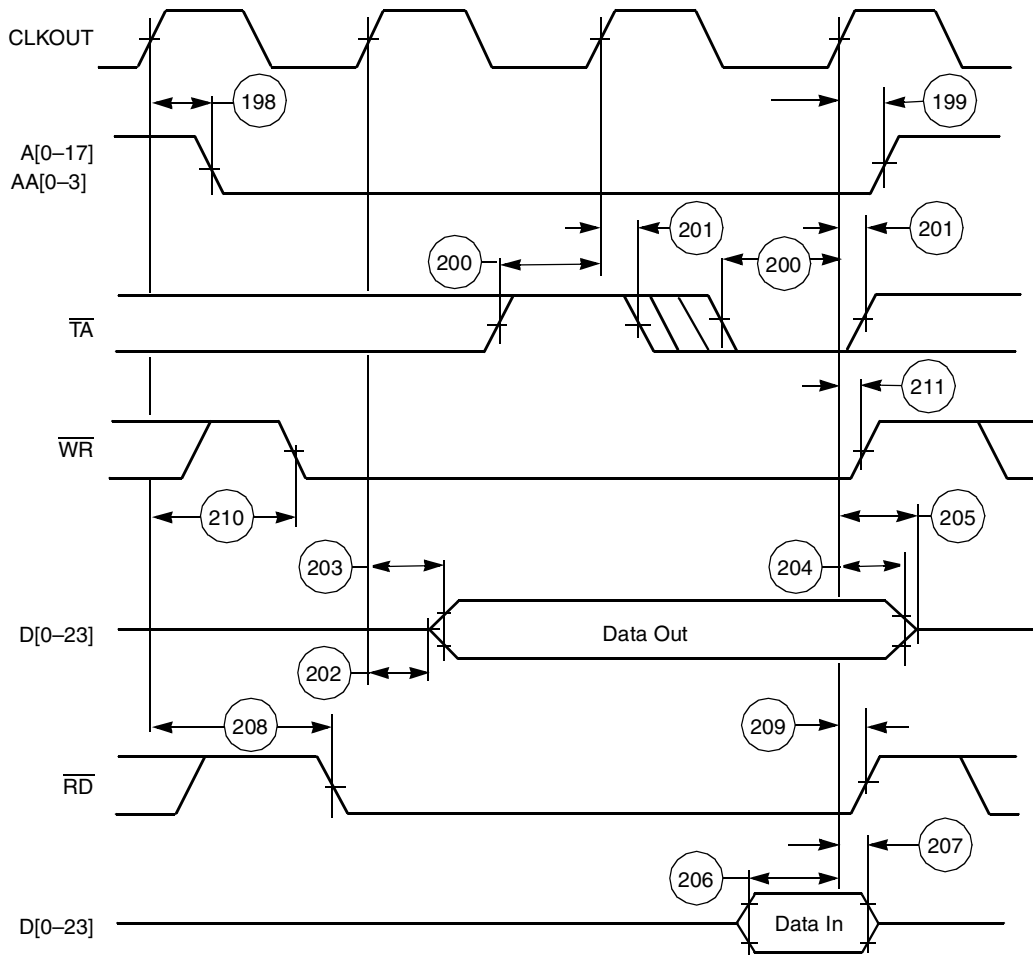 CLKOUT
198
199
A[0–17]
AA[0–3]
201
201
200
200
TA
211
WR
210
205
203
204
Data Out
D[0–23]
202
208
209
RD
207
206
Data In
D[0–23]